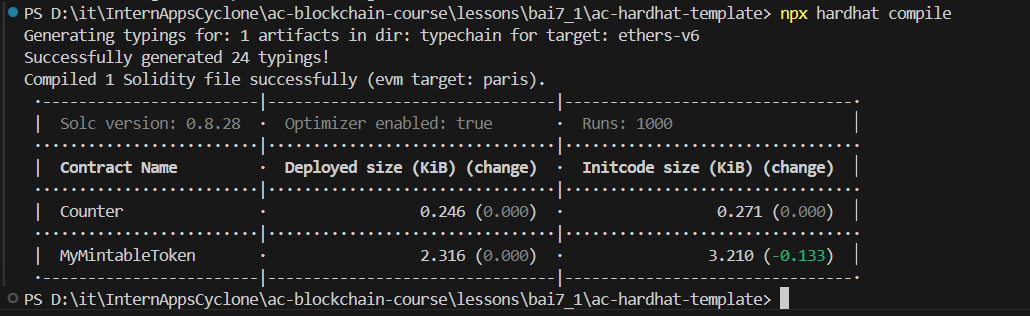 PS D:\it\InternAppsCyclone\ac-blockchain-course\lessons\bai7_1\ac-hardhat-template> npx hardhat compile
Generating typings for: 1 artifacts in dir: typechain for target: ethers-v6
Successfully generated 24 typings!
Compiled 1 Solidity file successfully (evm target: paris).
Solc version: 0.8.28 · Optimizer enabled: true · Runs: 1000
Contract Name · Deployed size (KiB) (change) · Initcode size (KiB) (change)
Counter · 0.246 (0.000) · 0.271 (0.000)
MyMintableToken · 2.316 (0.000) · 3.210 (-0.133)
PS D:\it\InternAppsCyclone\ac-blockchain-course\lessons\bai7_1\ac-hardhat-template>